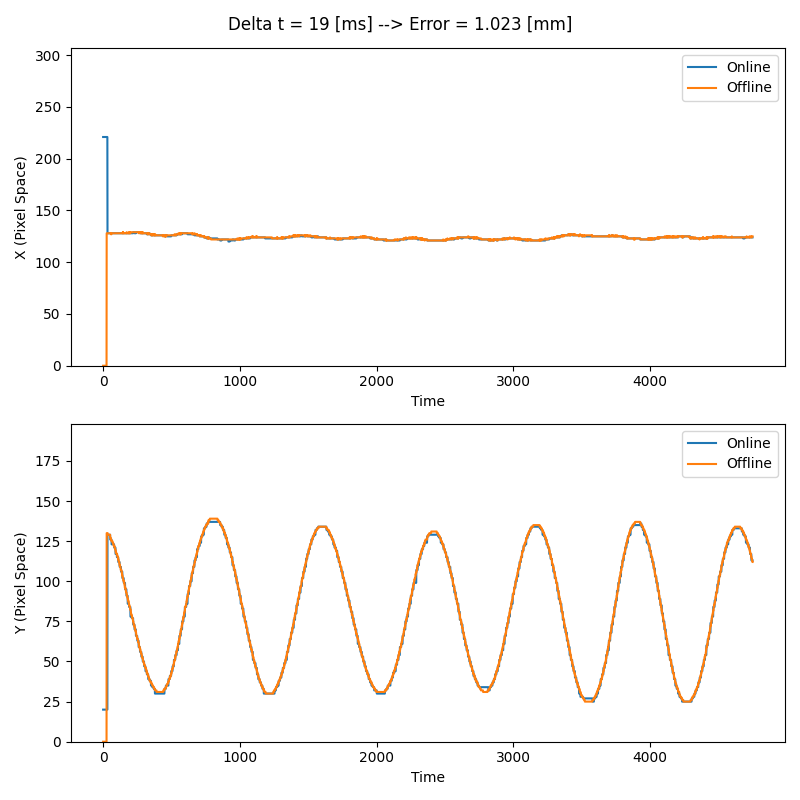 Delta t = 19 [ms] --> Error = 1.023 [mm]
300
250
200
150
100
50
0
X (Pixel Space)
Online
Offline
0 1000 2000 3000 4000
Time
175
150
125
100
75
50
25
0
Y (Pixel Space)
Online
Offline
0 1000 2000 3000 4000
Time